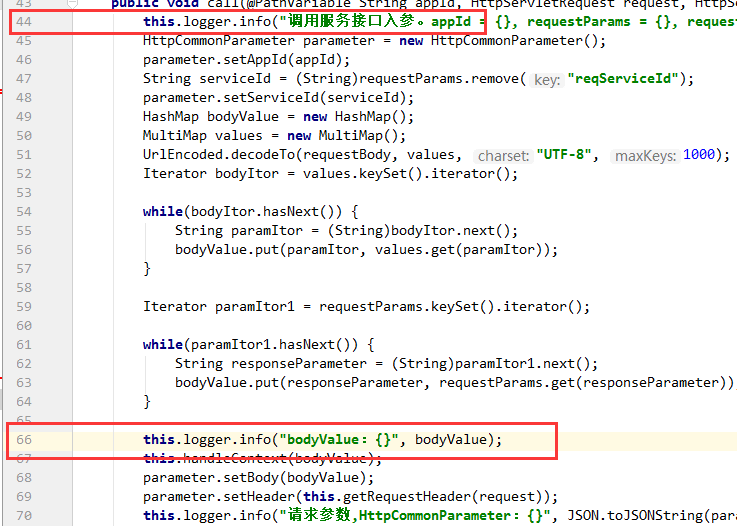 43 public void call(@PathVariable String appId, HttpServletRequest request,
44 this.logger.info("调用服务接口入参。appId = {}, requestParams = {},
45 HttpCommonParameter parameter = new HttpCommonParameter();
46 parameter.setAppId(appId);
47 String serviceId = (String)requestParams.remove( key: "reqServiceId");
48 parameter.setServiceId(serviceId);
49 HashMap bodyValue = new HashMap();
50 MultiMap values = new MultiMap();
51 UrlEncoded.decodeTo(requestBody, values, charset: "UTF-8", maxKeys: 1000);
52 Iterator bodyItor = values.keySet().iterator();
53
54 while(bodyItor.hasNext()) {
55 String paramItor = (String)bodyItor.next();
56 bodyValue.put(paramItor, values.get(paramItor));
57 }
58
59 Iterator paramItor1 = requestParams.keySet().iterator();
60
61 while(paramItor1.hasNext()) {
62 String responseParameter = (String)paramItor1.next();
63 bodyValue.put(responseParameter, requestParams.get(responseParameter))
64 }
65
66 this.logger.info("bodyValue: {}", bodyValue);
67 this.handleContext(bodyValue);
68 parameter.setBody(bodyValue);
69 parameter.setHeader(this.getRequestHeader(request));
70 this.logger.info("请求参数,HttpCommonParameter: {}", JSON.toJSONString(